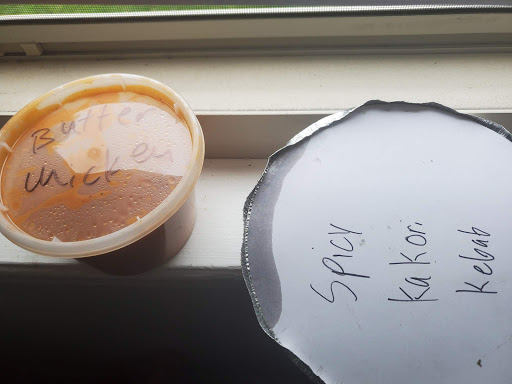 Butter
chicken
Spicy
Kakori
Kebab